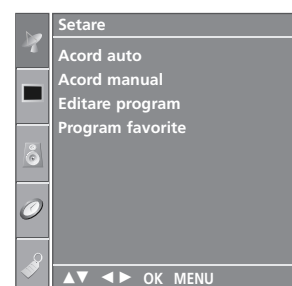 Setare
Acord auto
Acord manual
Editare program
Program favorite
▲▼ ◄► OK MENU